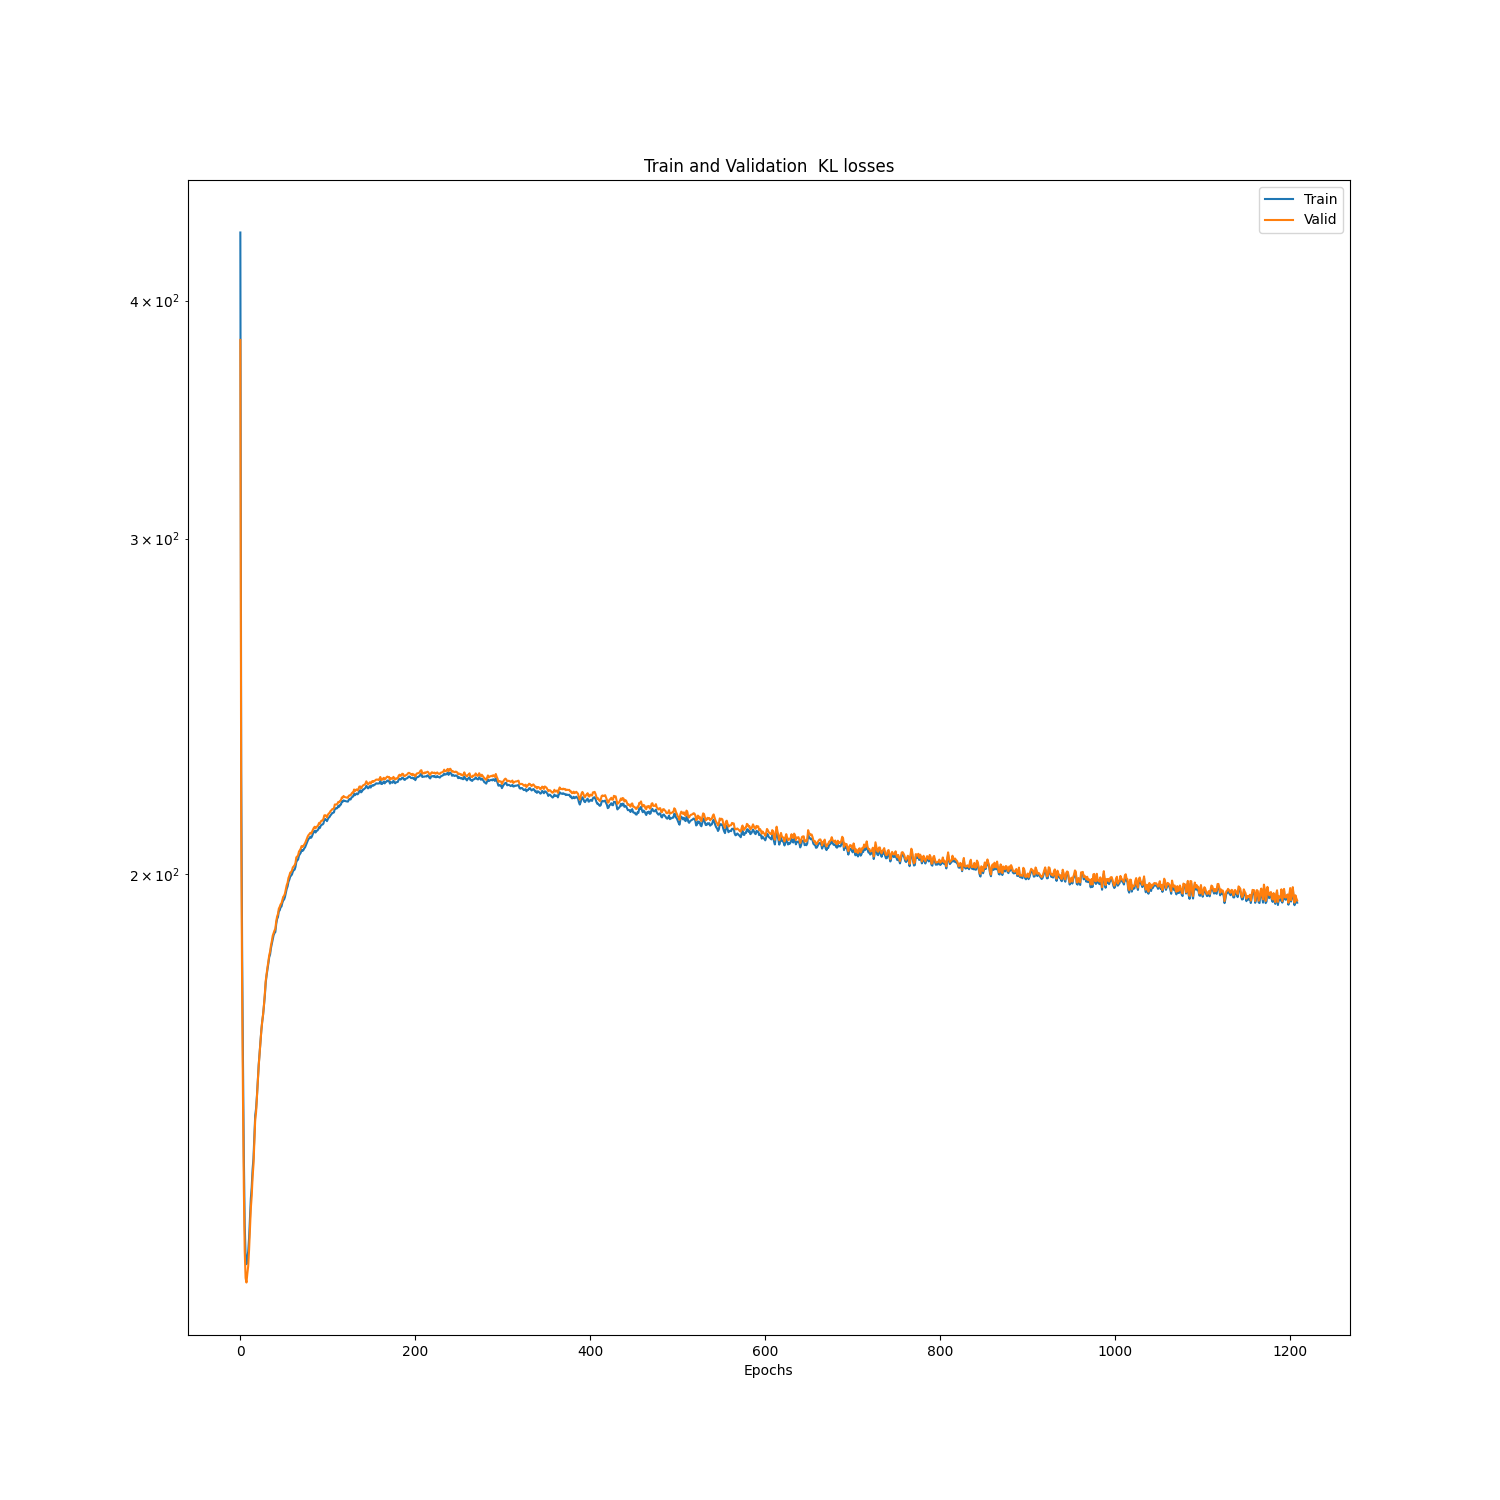 Train and Validation  KL losses
Train
Valid
4 × 10²
3 × 10²
2 × 10²
0 200 400 600 800 1000 1200
Epochs